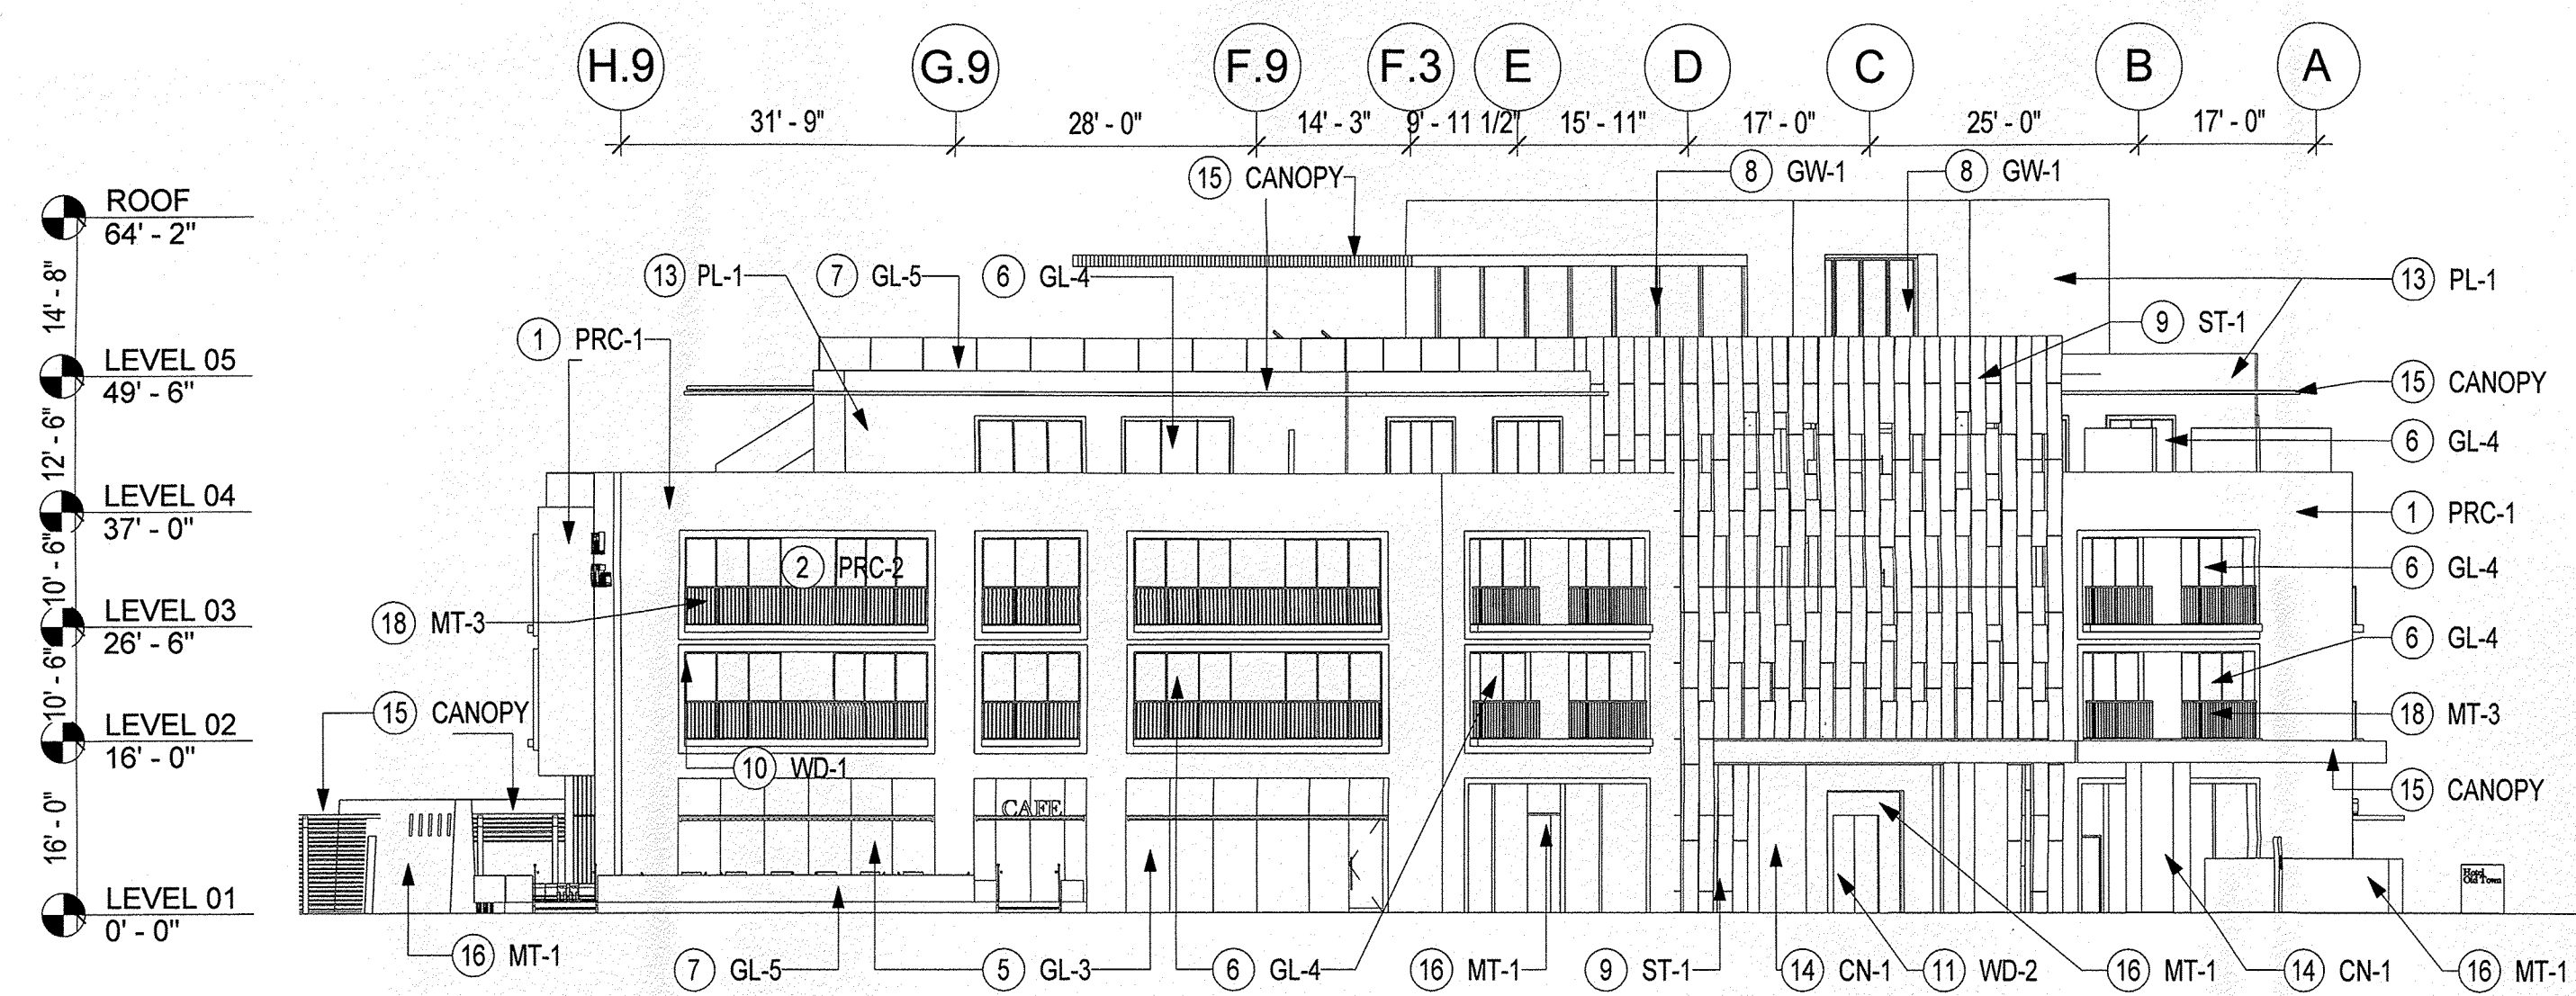 H.9 G.9 F.9 F.3 E D C B A
31' - 9" 28' - 0" 14' - 3" 9' - 11 1/2" 15' - 11" 17' - 0" 25' - 0" 17' - 0"
15 CANOPY 8 GW-1 8 GW-1
ROOF
64' - 2"
14' - 8"
13 PL-1 7 GL-5 6 GL-4 13 PL-1
1 PRC-1 9 ST-1
LEVEL 05
49' - 6"
15 CANOPY
12' - 6"
6 GL-4
LEVEL 04
37' - 0"
1 PRC-1
10' - 6"
2 PRC-2 6 GL-4
LEVEL 03
26' - 6"
18 MT-3 6 GL-4
10' - 6"
15 CANOPY 18 MT-3
LEVEL 02
16' - 0"
10 WD-1 15 CANOPY
CAFE
16' - 0"
Hotel
Old Town
LEVEL 01
0' - 0"
16 MT-1 7 GL-5 5 GL-3 6 GL-4 16 MT-1 9 ST-1 14 CN-1 11 WD-2 16 MT-1 14 CN-1 16 MT-1